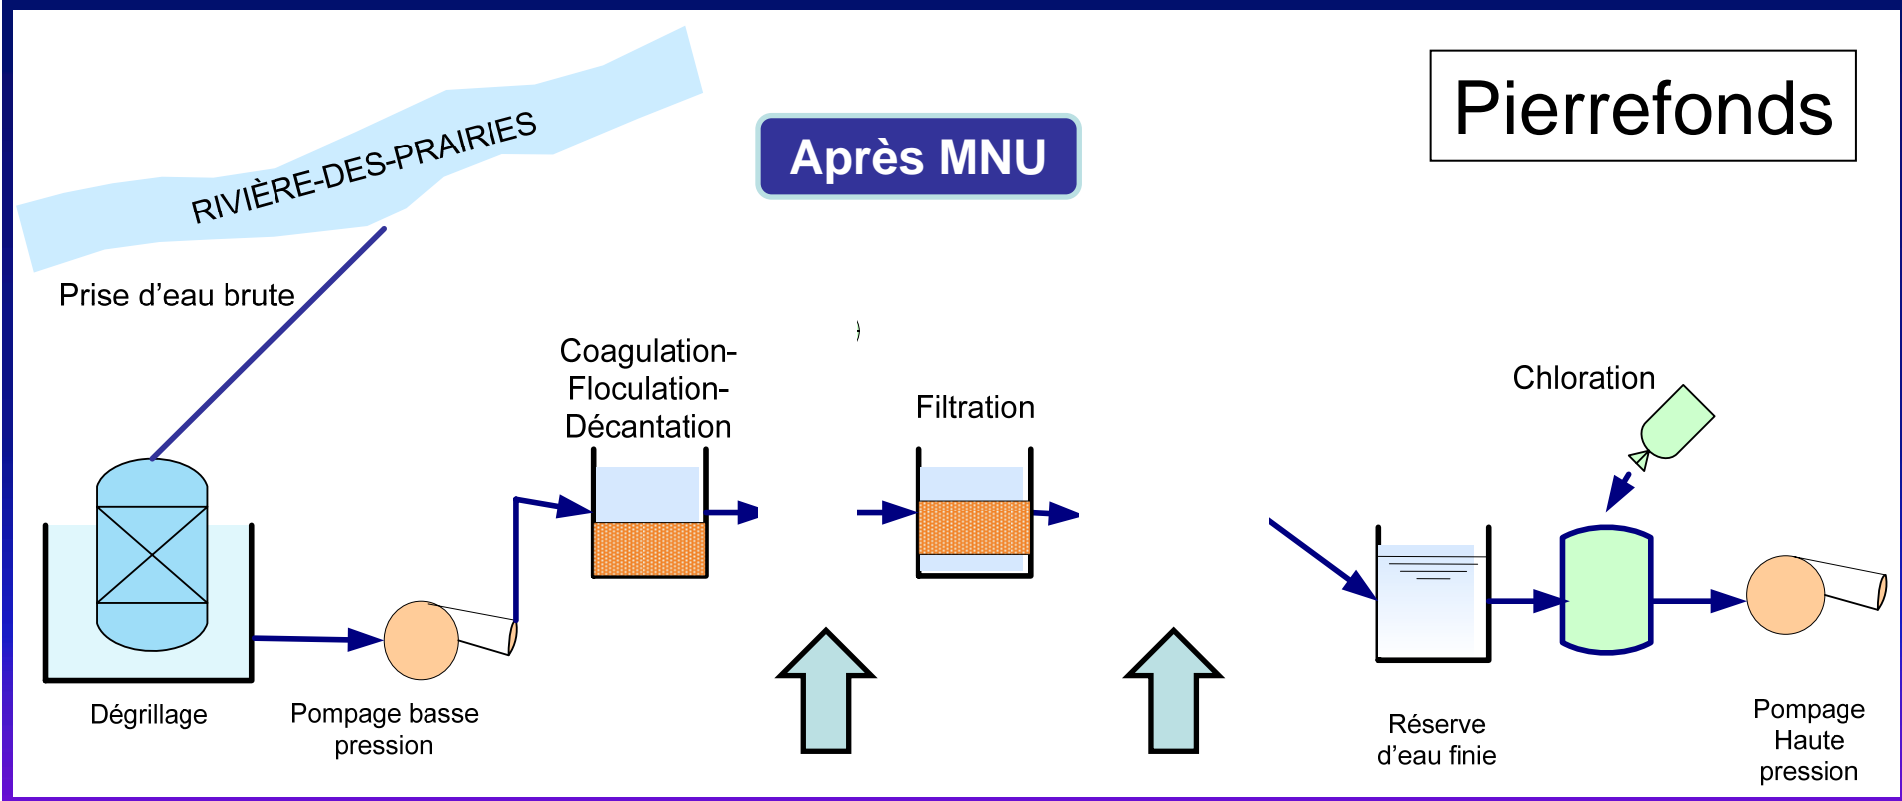 Pierrefonds
RIVIÈRE-DES-PRAIRIES
Après MNU
Prise d’eau brute
Coagulation-
Floculation-
Décantation
Filtration
Chloration
Dégrillage
Pompage basse
pression
Réserve
d’eau finie
Pompage
Haute
pression